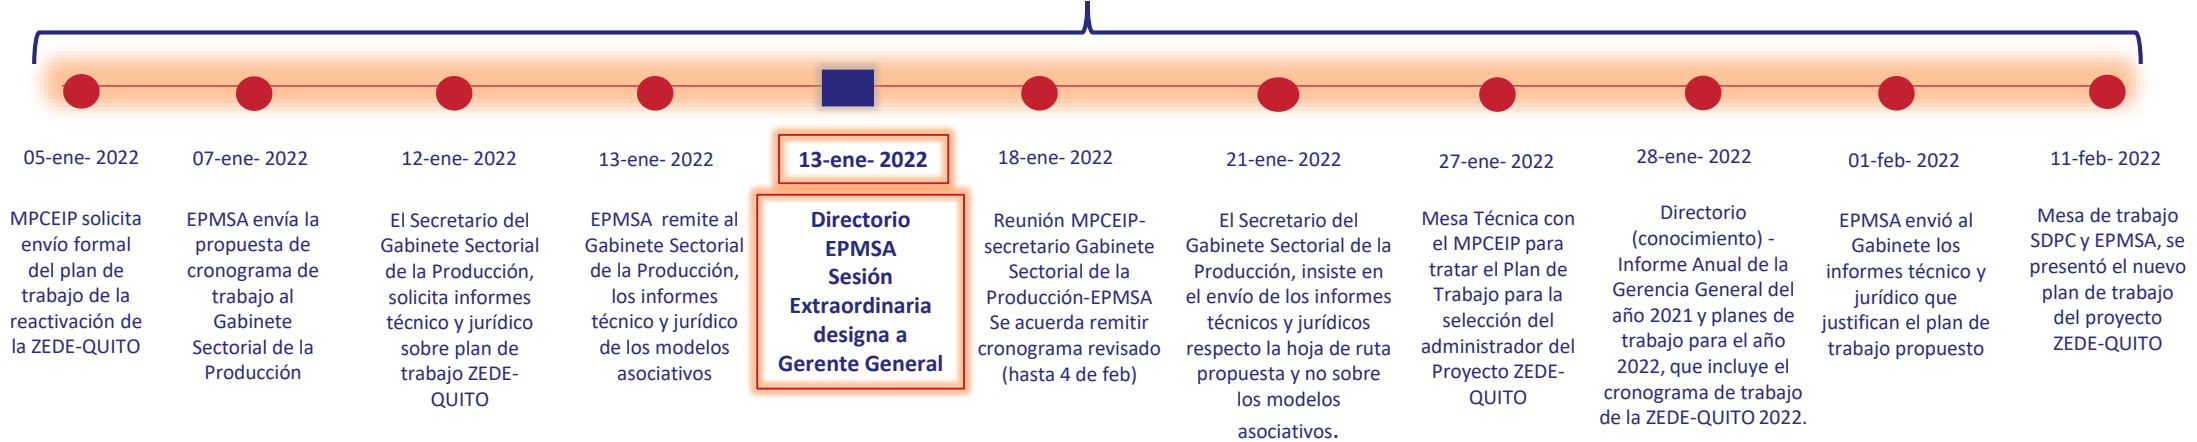 05-ene- 2022
MPCEIP solicita
envío formal
del plan de
trabajo de la
reactivación de
la ZEDE-QUITO
07-ene- 2022
EPMSA envía la
propuesta de
cronograma de
trabajo al
Gabinete
Sectorial de la
Producción
12-ene- 2022
El Secretario del
Gabinete Sectorial
de la Producción,
solicita informes
técnico y jurídico
sobre plan de
trabajo ZEDE-
QUITO
13-ene- 2022
EPMSA remite al
Gabinete Sectorial
de la Producción,
los informes
técnico y jurídico
de los modelos
asociativos
13-ene- 2022
Directorio
EPMSA
Sesión
Extraordinaria
designa a
Gerente General
18-ene- 2022
Reunión MPCEIP-
secretario Gabinete
Sectorial de la
Producción-EPMSA
Se acuerda remitir
cronograma revisado
(hasta 4 de feb)
21-ene- 2022
El Secretario del
Gabinete Sectorial de la
Producción, insiste en
el envío de los informes
técnicos y jurídicos
respecto la hoja de ruta
propuesta y no sobre
los modelos
asociativos.
27-ene- 2022
Mesa Técnica con
el MPCEIP para
tratar el Plan de
Trabajo para la
selección del
administrador del
Proyecto ZEDE-
QUITO
28-ene- 2022
Directorio
(conocimiento) -
Informe Anual de la
Gerencia General del
año 2021 y planes de
trabajo para el año
2022, que incluye el
cronograma de trabajo
de la ZEDE-QUITO 2022.
01-feb- 2022
EPMSA envió al
Gabinete los
informes técnico y
jurídico que
justifican el plan de
trabajo propuesto
11-feb- 2022
Mesa de trabajo
SDPC y EPMSA, se
presentó el nuevo
plan de trabajo
del proyecto
ZEDE-QUITO